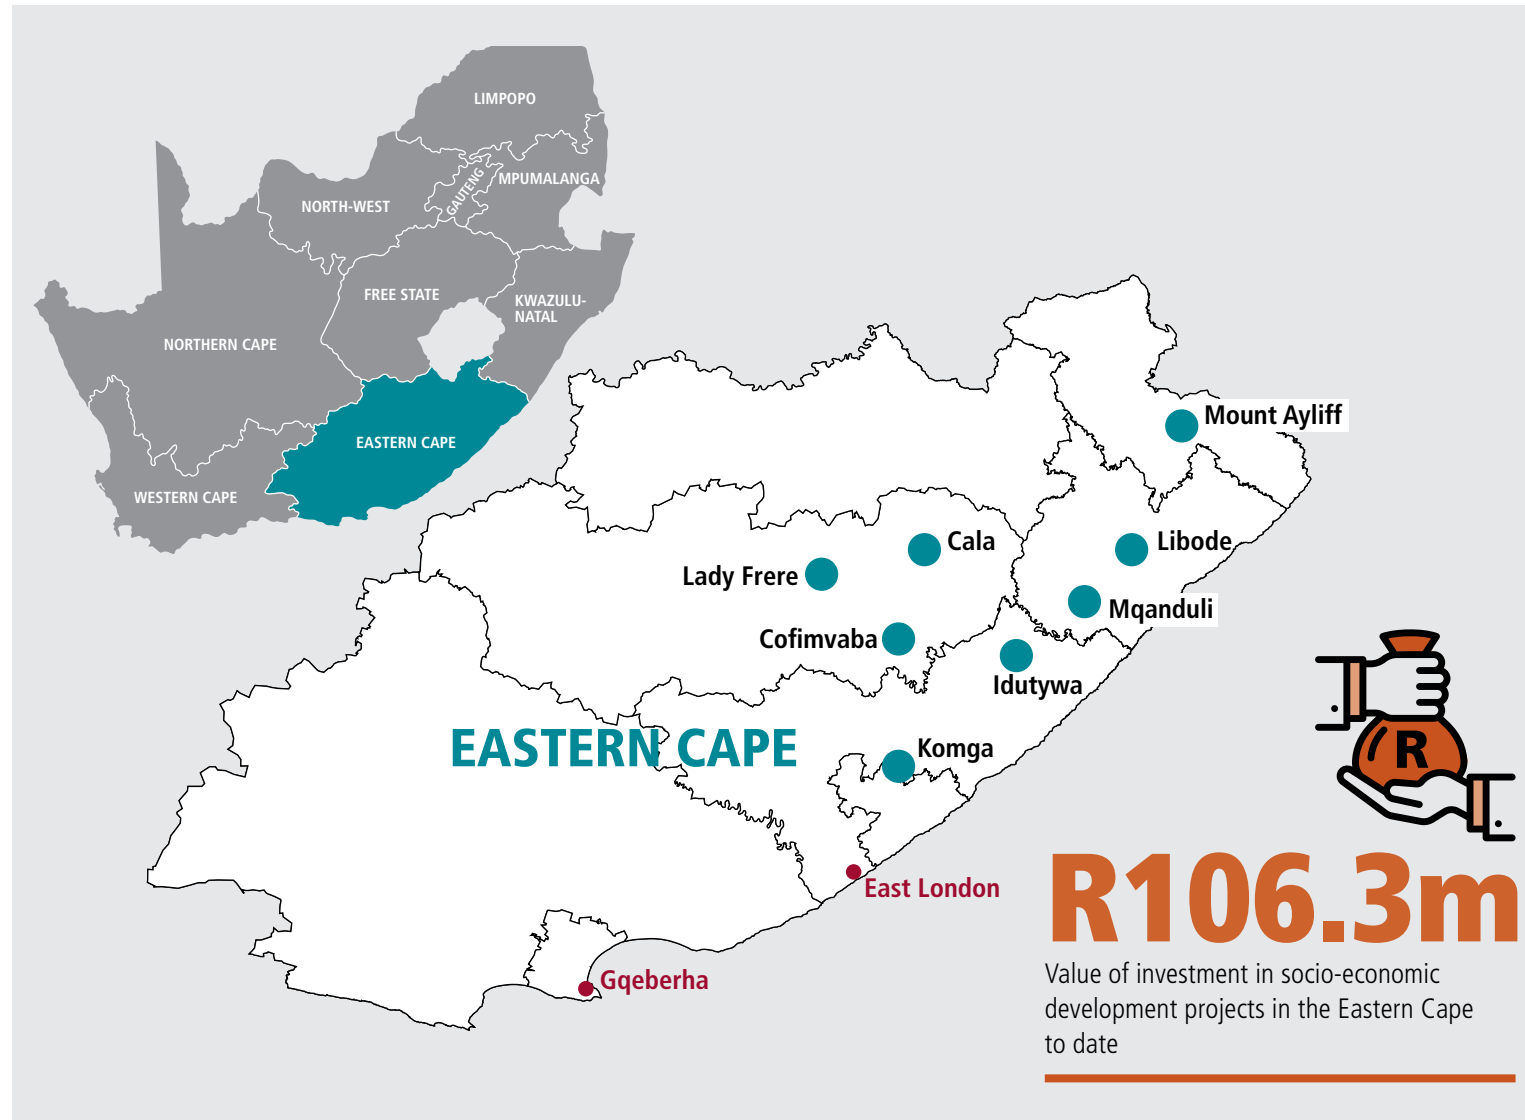 LIMPOPO
MPUMALANGA
GAUTENG
NORTH-WEST
FREE STATE
KWAZULU-
NATAL
NORTHERN CAPE
EASTERN CAPE
WESTERN CAPE
Mount Ayliff
Cala
Libode
Lady Frere
Mqanduli
Cofimvaba
Idutywa
EASTERN CAPE
Komga
East London
Gqeberha
R
R106.3m
Value of investment in socio-economic
development projects in the Eastern Cape
to date